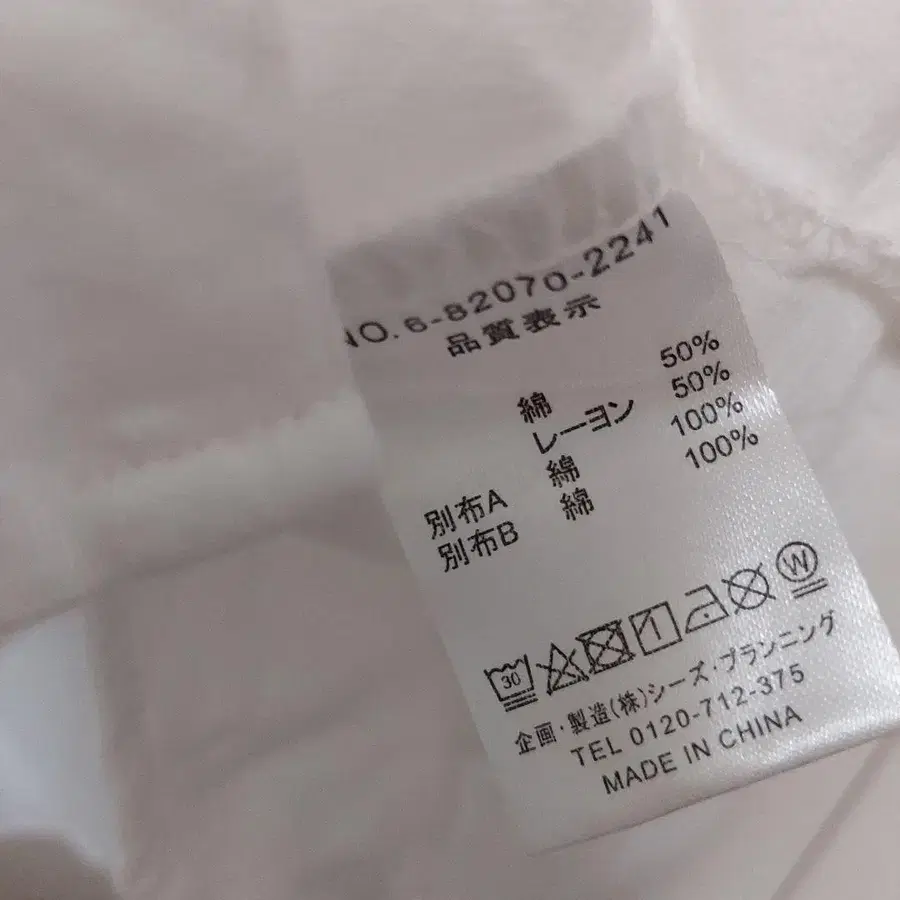 NO.6-82070-2241
品質表示
綿 50%
レーヨン 50%
別布A 綿 100%
別布B 綿 100%
30 W
企画・製造(株)シーズ・プランニング
TEL 0120-712-375
MADE IN CHINA